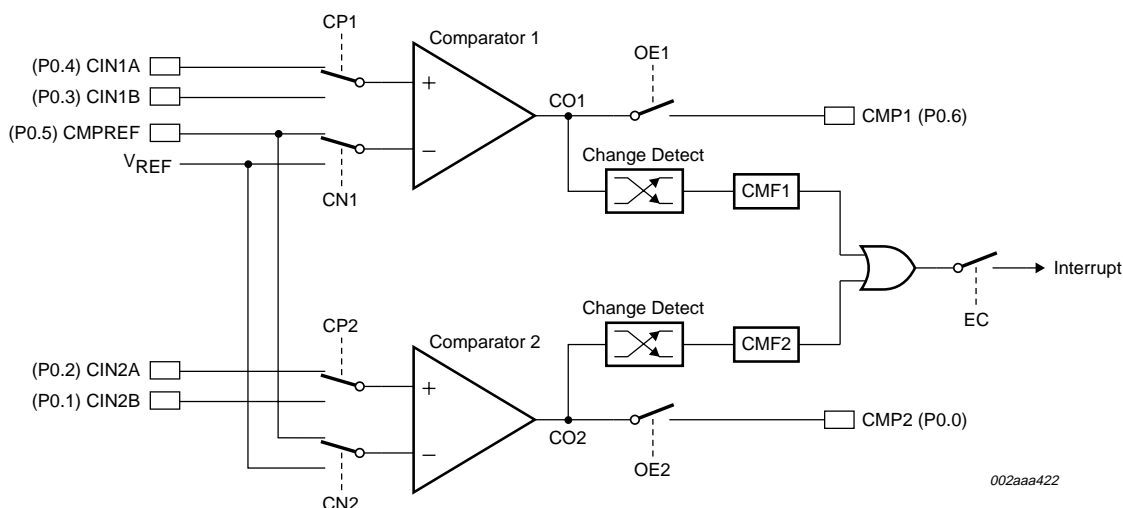 CP1
Comparator 1
OE1
(P0.4) CIN1A
(P0.3) CIN1B
+
CO1
CMP1 (P0.6)
(P0.5) CMPREF
−
VREF
Change Detect
CMF1
CN1
Interrupt
EC
Change Detect
CP2
Comparator 2
CMF2
(P0.2) CIN2A
(P0.1) CIN2B
+
CO2
CMP2 (P0.0)
−
OE2
CN2
002aaa422